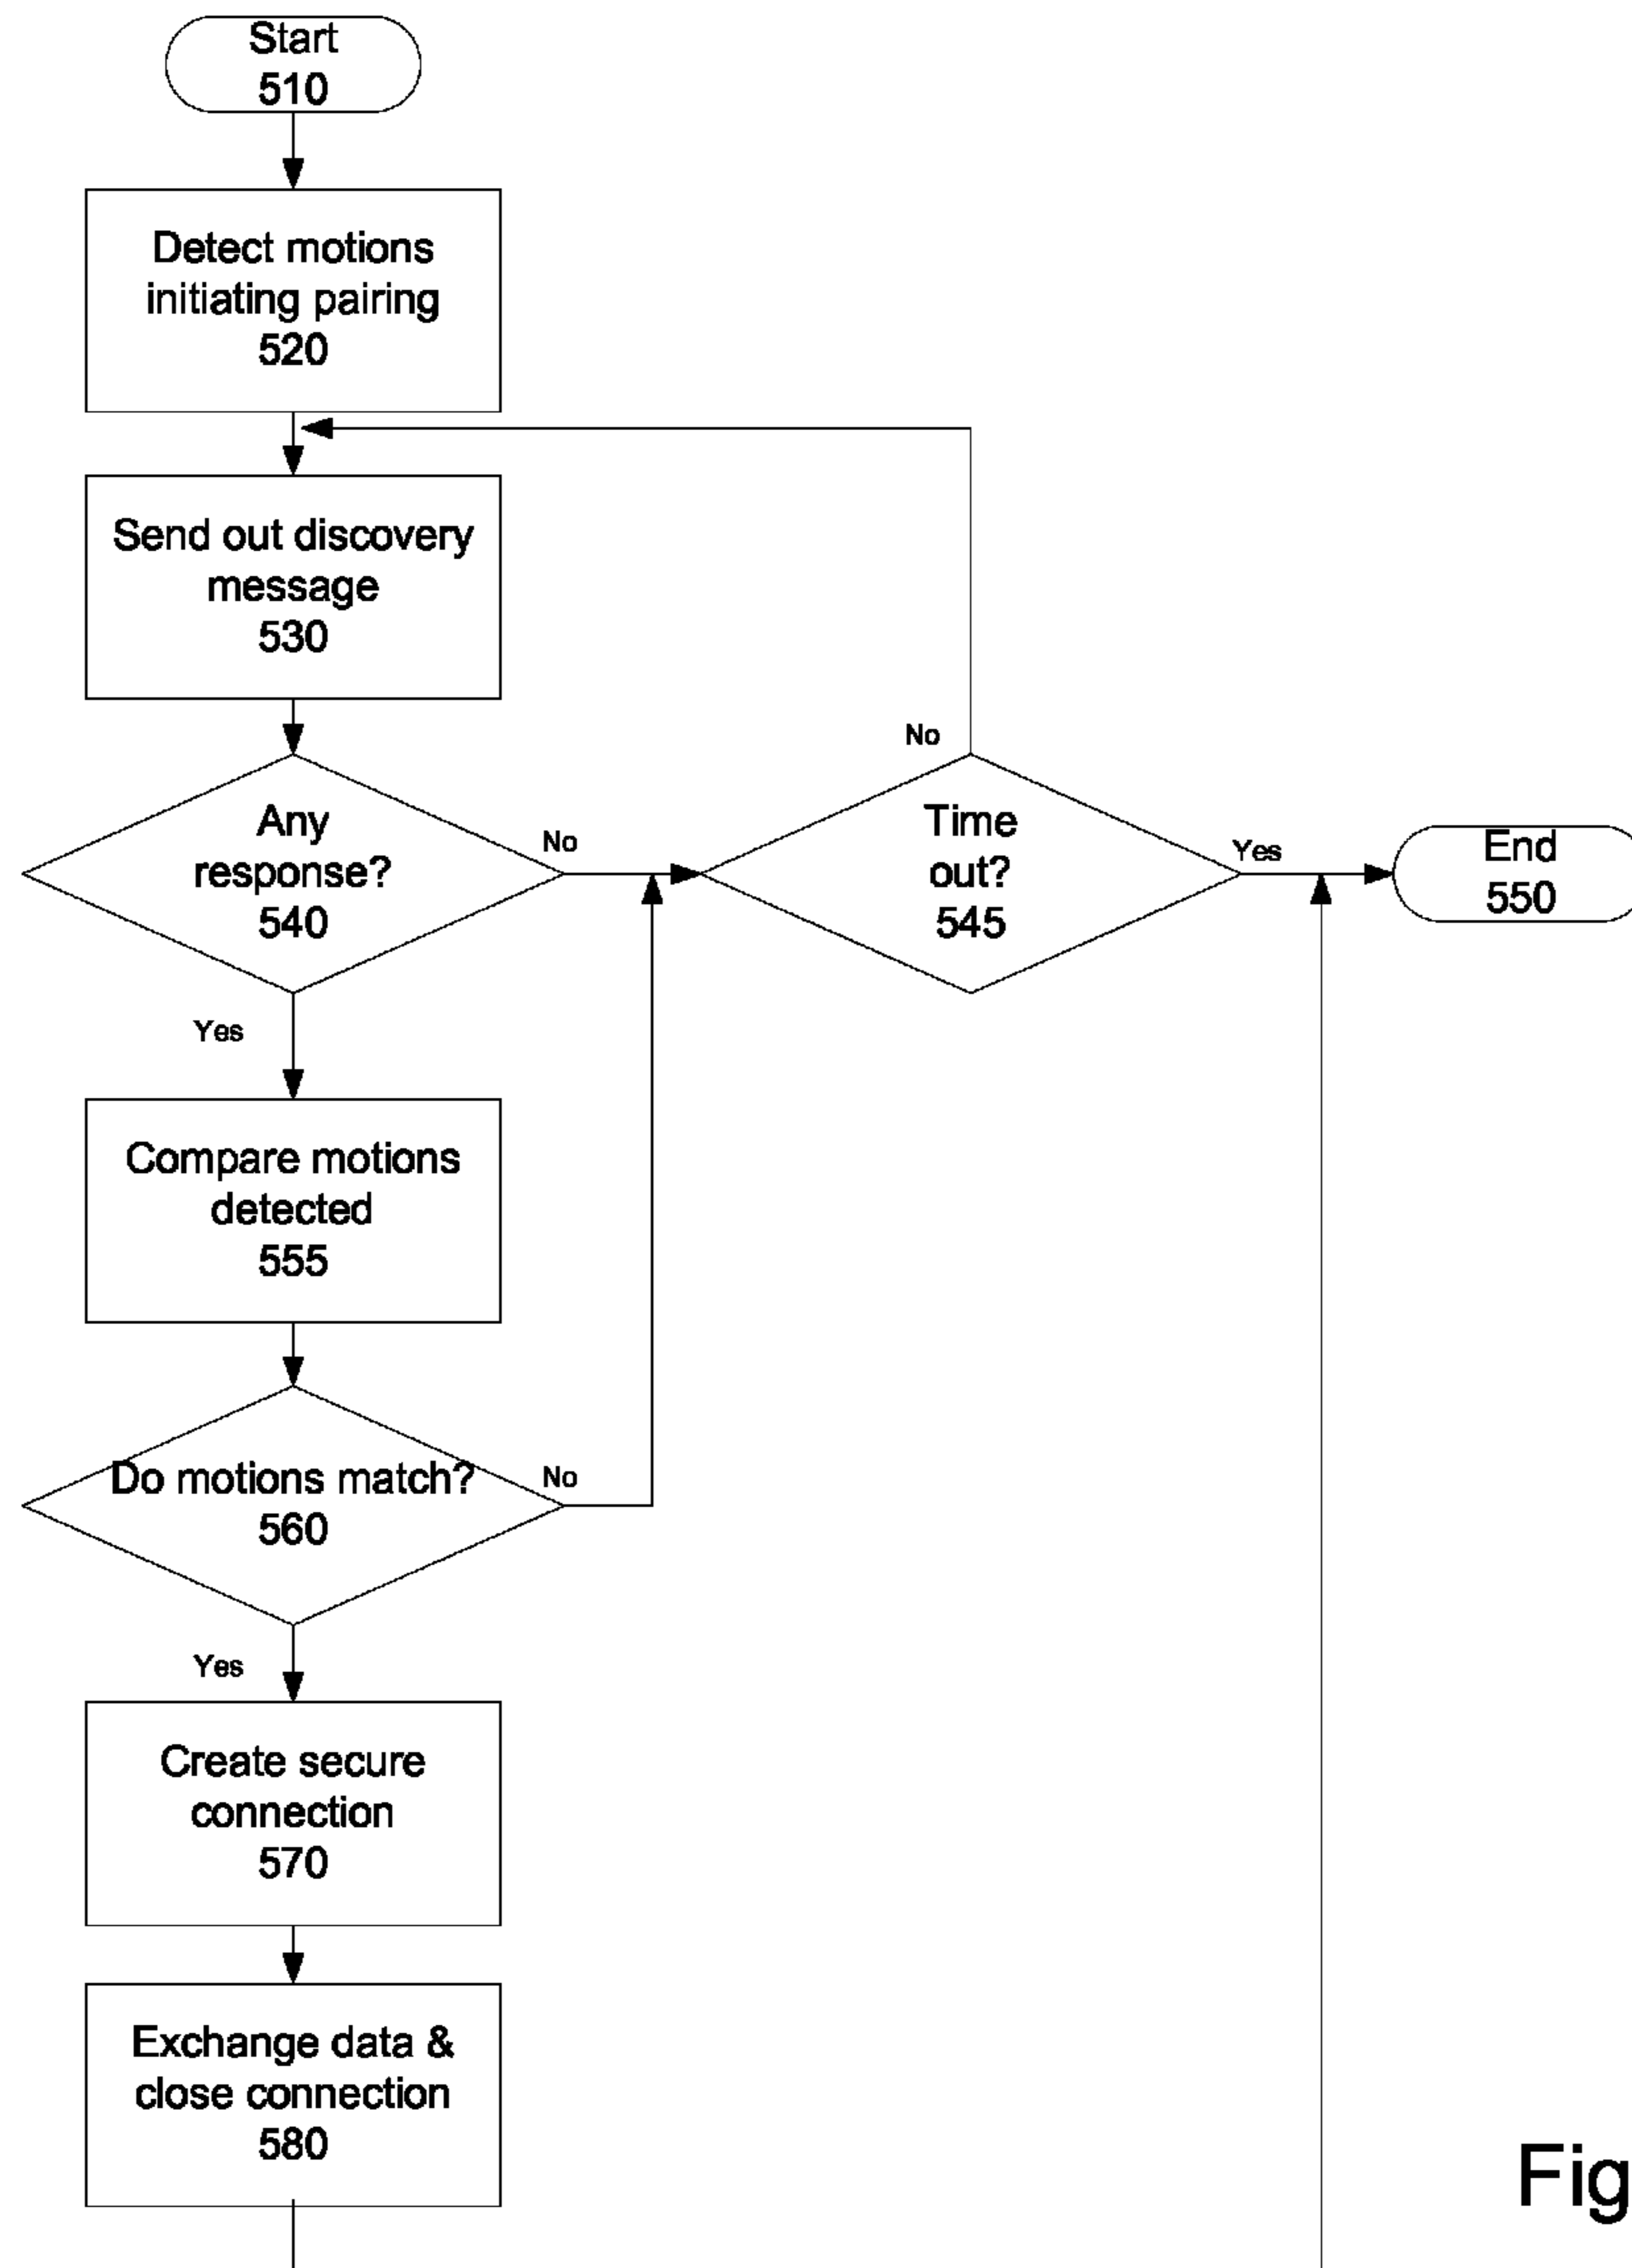 Start
510
Detect motions
initiating pairing
520
Send out discovery
message
530
Any
response?
540
No
Yes
Time
out?
545
No
Yes
End
550
Compare motions
detected
555
Do motions match?
560
No
Yes
Create secure
connection
570
Exchange data &
close connection
580
Fig